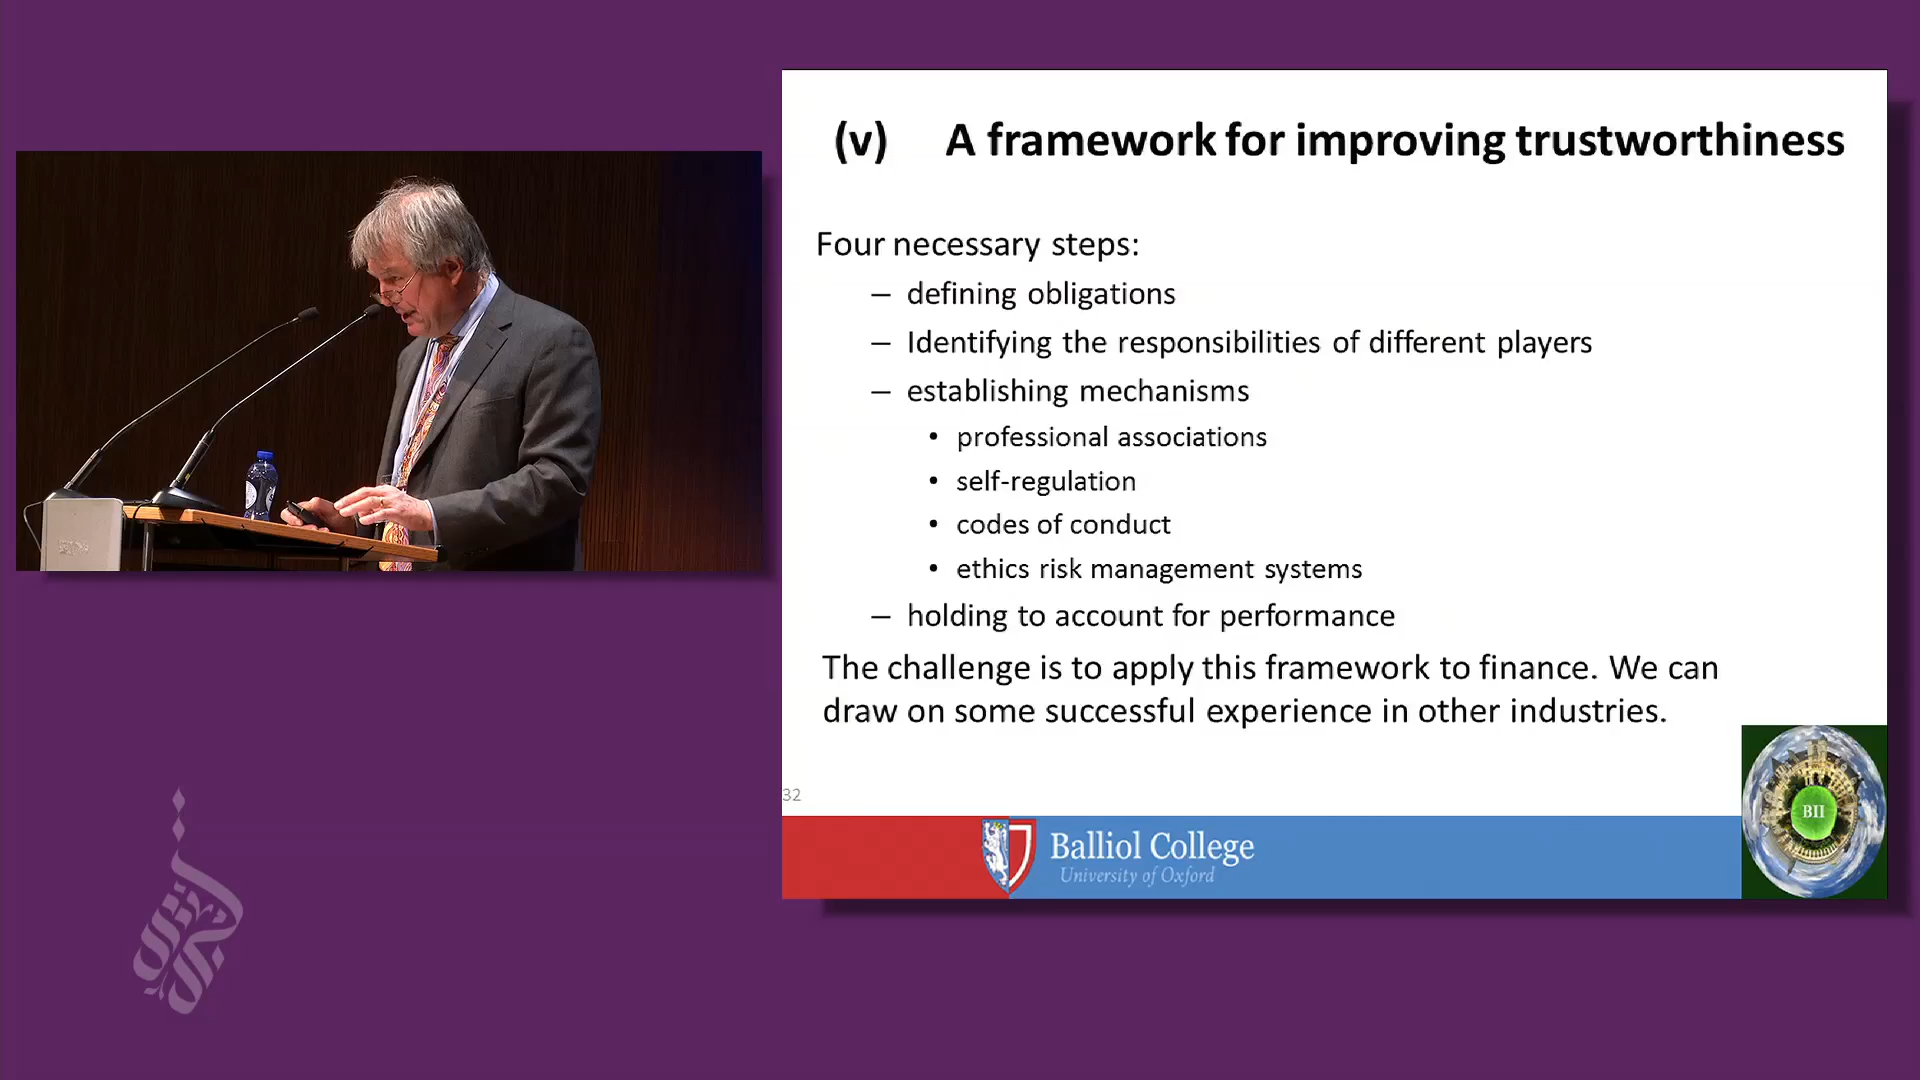 (v) A framework for improving trustworthiness
Four necessary steps:
– defining obligations
– Identifying the responsibilities of different players
– establishing mechanisms
• professional associations
• self-regulation
• codes of conduct
• ethics risk management systems
– holding to account for performance
The challenge is to apply this framework to finance. We can
draw on some successful experience in other industries.
32
Balliol College
University of Oxford
BII